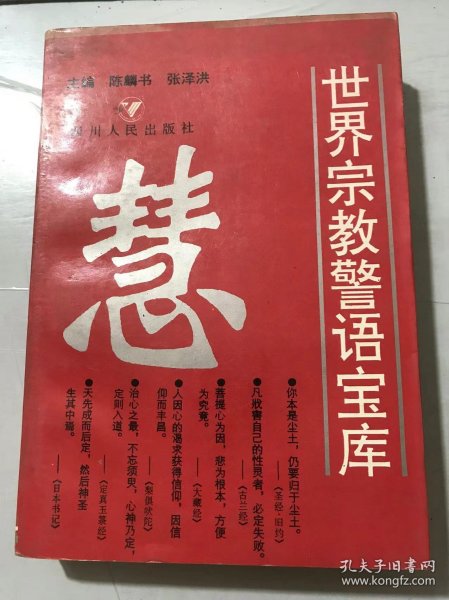 主编 陈麟书 张泽洪
四川人民出版社
世界宗教警语宝库
慧
●你本是尘土，仍要归于尘土。
——《圣经·旧约》
●凡戕害自己的性灵者，必定失败。
——《古兰经》
●菩提心为因，悲为根本，方便
为究竟。
——《大藏经》
●人因心的渴求获得信仰，因信
仰而丰昌。
——《梨俱吠陀》
●治心之最，不忘须臾，心神乃定，
定则入道。
——《定真玉箓经》
●天先成而后定，然后神圣
生其中焉。
——《日本书记》
孔夫子旧书网
www.kongfz.com